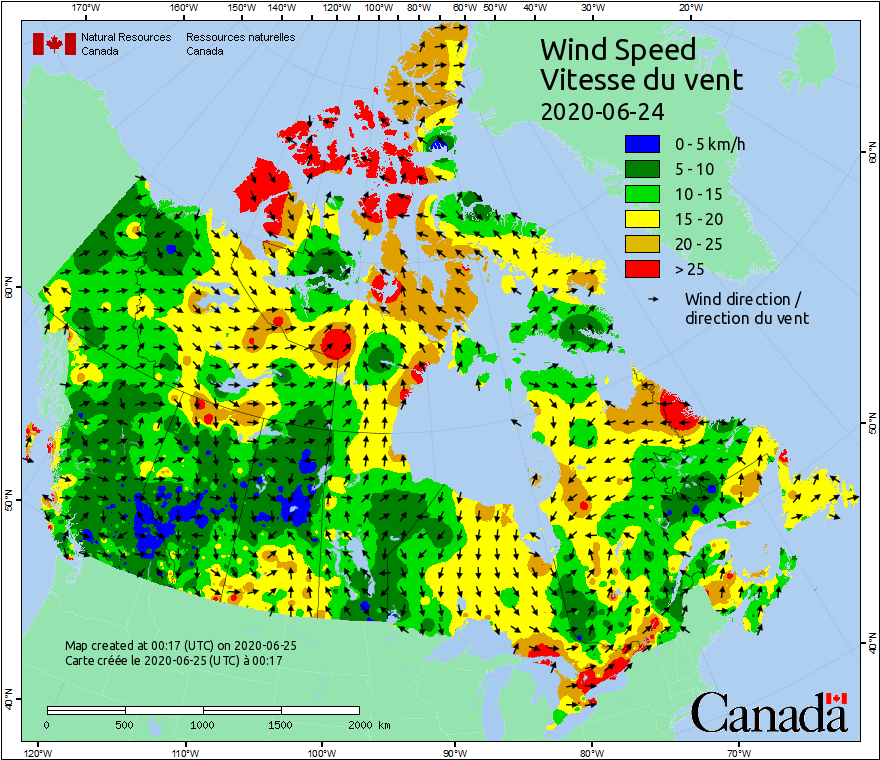 170°W 160°W 150°W 140°W 120°W 100°W 80°W 60°W 50°W 40°W 30°W 20°W
Natural Resources Ressources naturelles
Canada Canada
Wind Speed
Vitesse du vent
2020-06-24
0 - 5 km/h
5 - 10
10 - 15
15 - 20
20 - 25
> 25
Wind direction /
direction du vent
60°N 60°N
50°N 50°N
40°N 40°N
Map created at 00:17 (UTC) on 2020-06-25
Carte créée le 2020-06-25 (UTC) à 00:17
0 500 1000 1500 2000 km
Canada
120°W 110°W 100°W 90°W 80°W 70°W